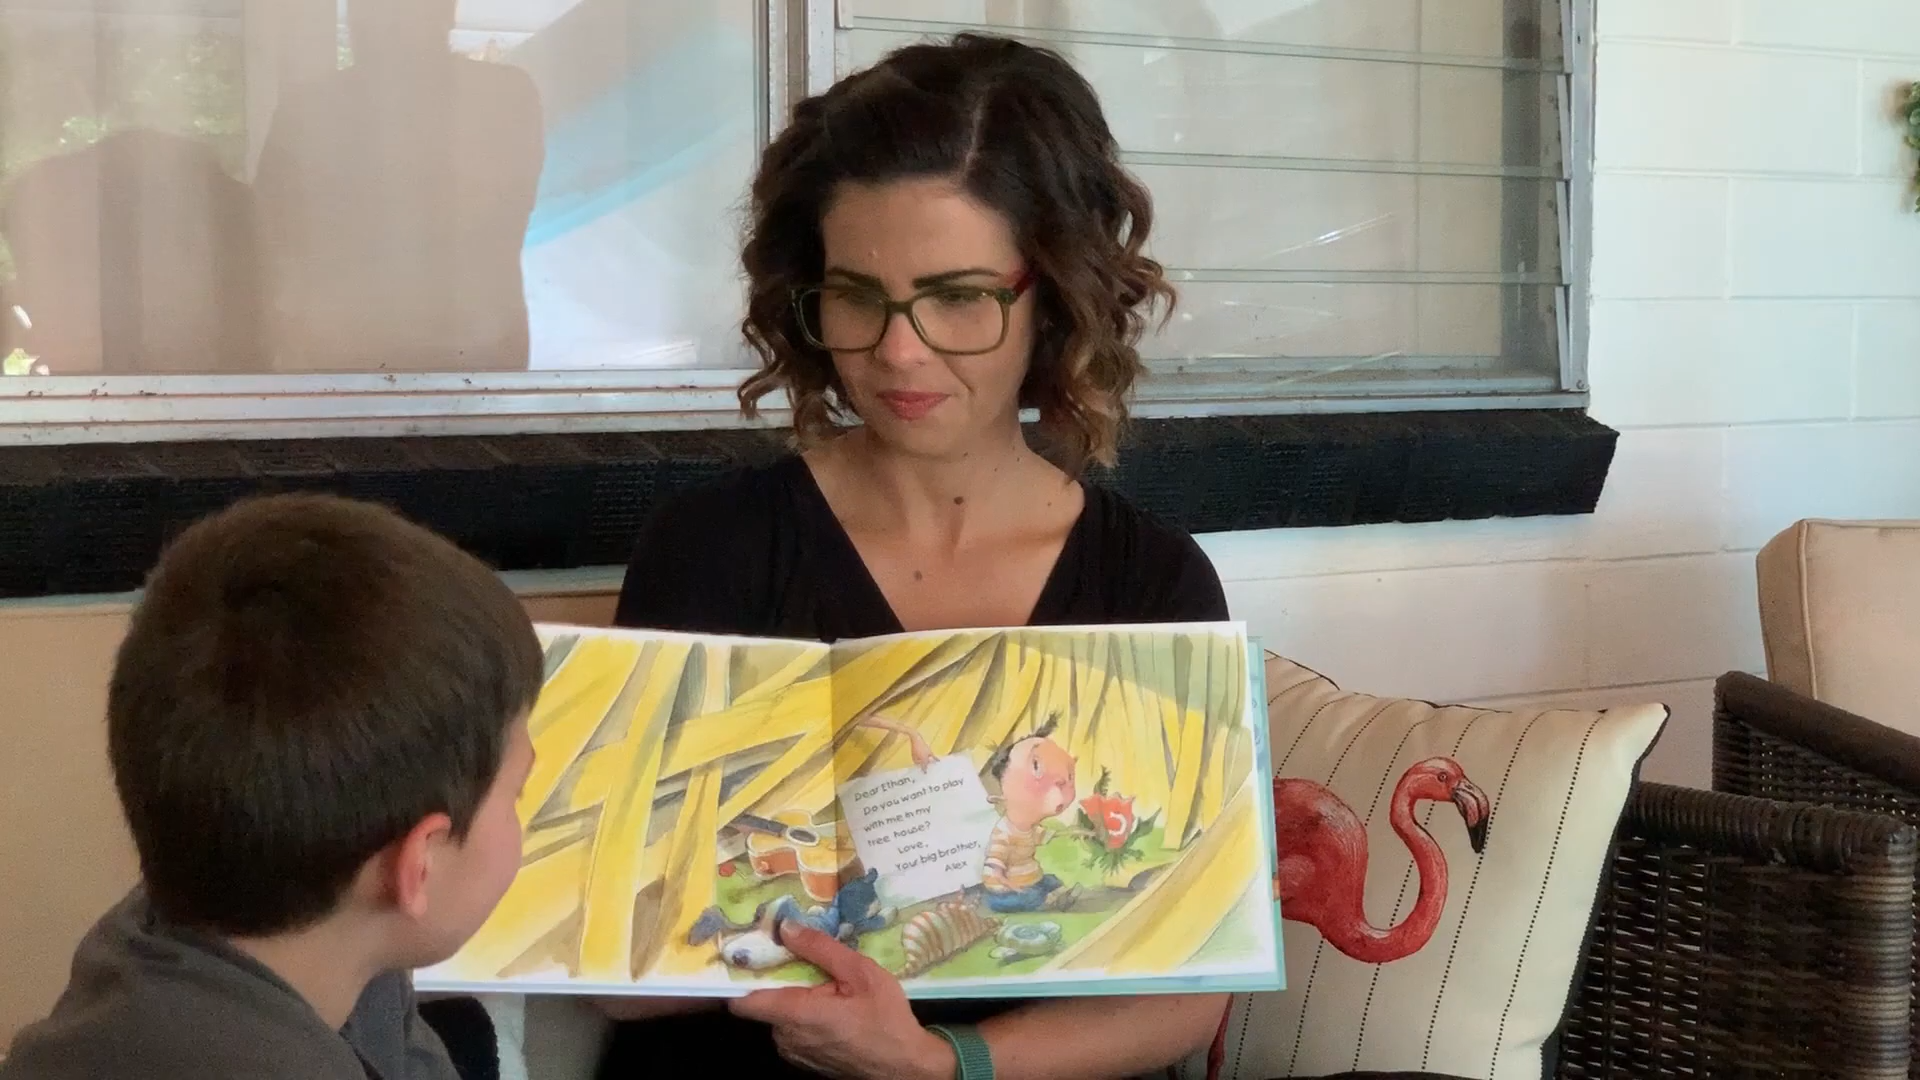 Dear Ethan,
Do you want to play
with me in my
tree house?
Love,
Your big brother,
Alex